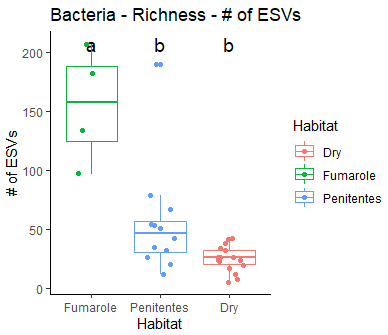 Bacteria - Richness - # of ESVs
a b b
200
150
100
50
0
# of ESVs
Fumarole Penitentes Dry
Habitat
Habitat
Dry
Fumarole
Penitentes